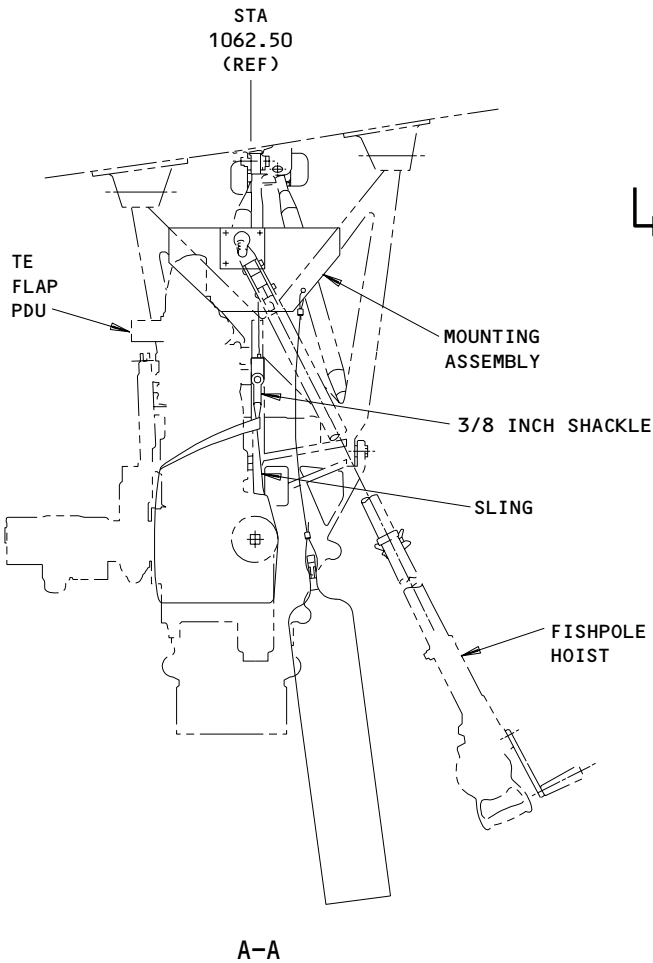 STA
1062.50
(REF)
TE
FLAP
PDU
MOUNTING
ASSEMBLY
3/8 INCH SHACKLE
SLING
FISHPOLE
HOIST
A-A